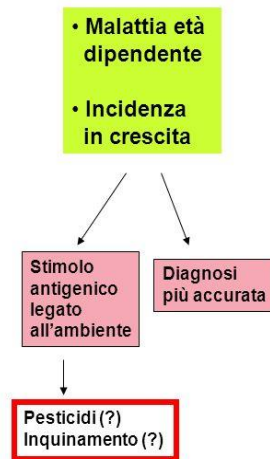 • Malattia età
dipendente
• Incidenza
in crescita
Stimolo
antigenico
legato
all'ambiente
Diagnosi
più accurata
Pesticidi (?)
Inquinamento (?)